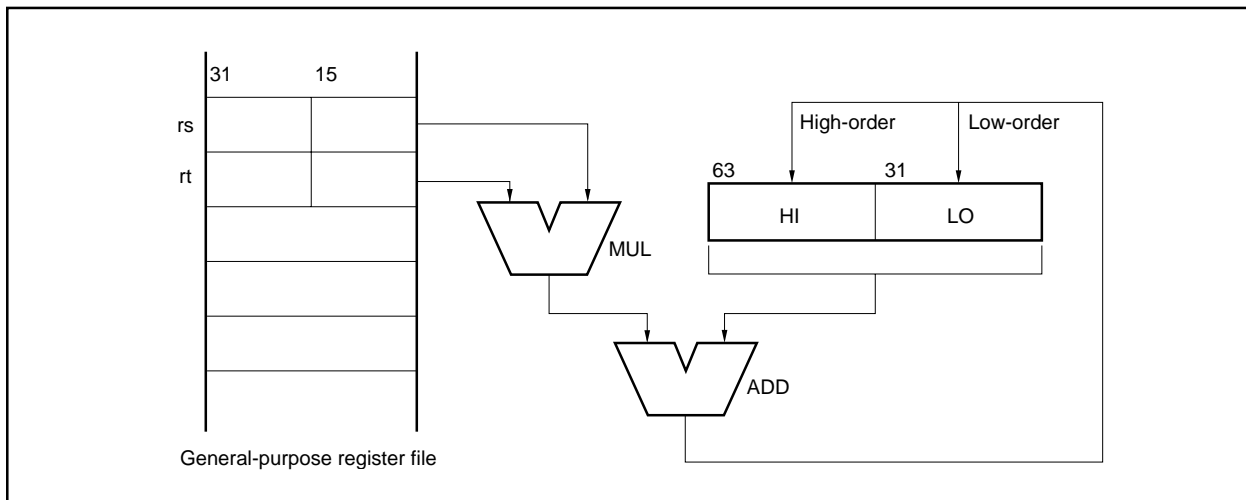 31 15
rs
rt
MUL
High-order Low-order
63 31
HI LO
ADD
General-purpose register file